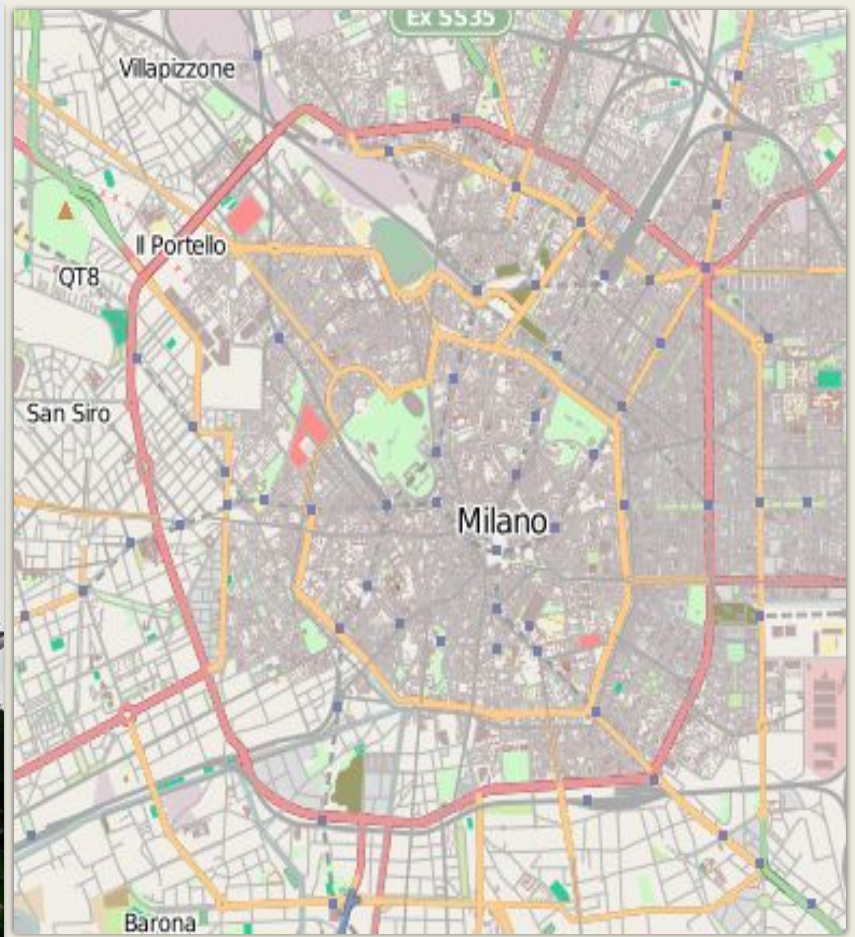 Ex SS35
Villapizzone
Il Portello
QT8
San Siro
Milano
Barona